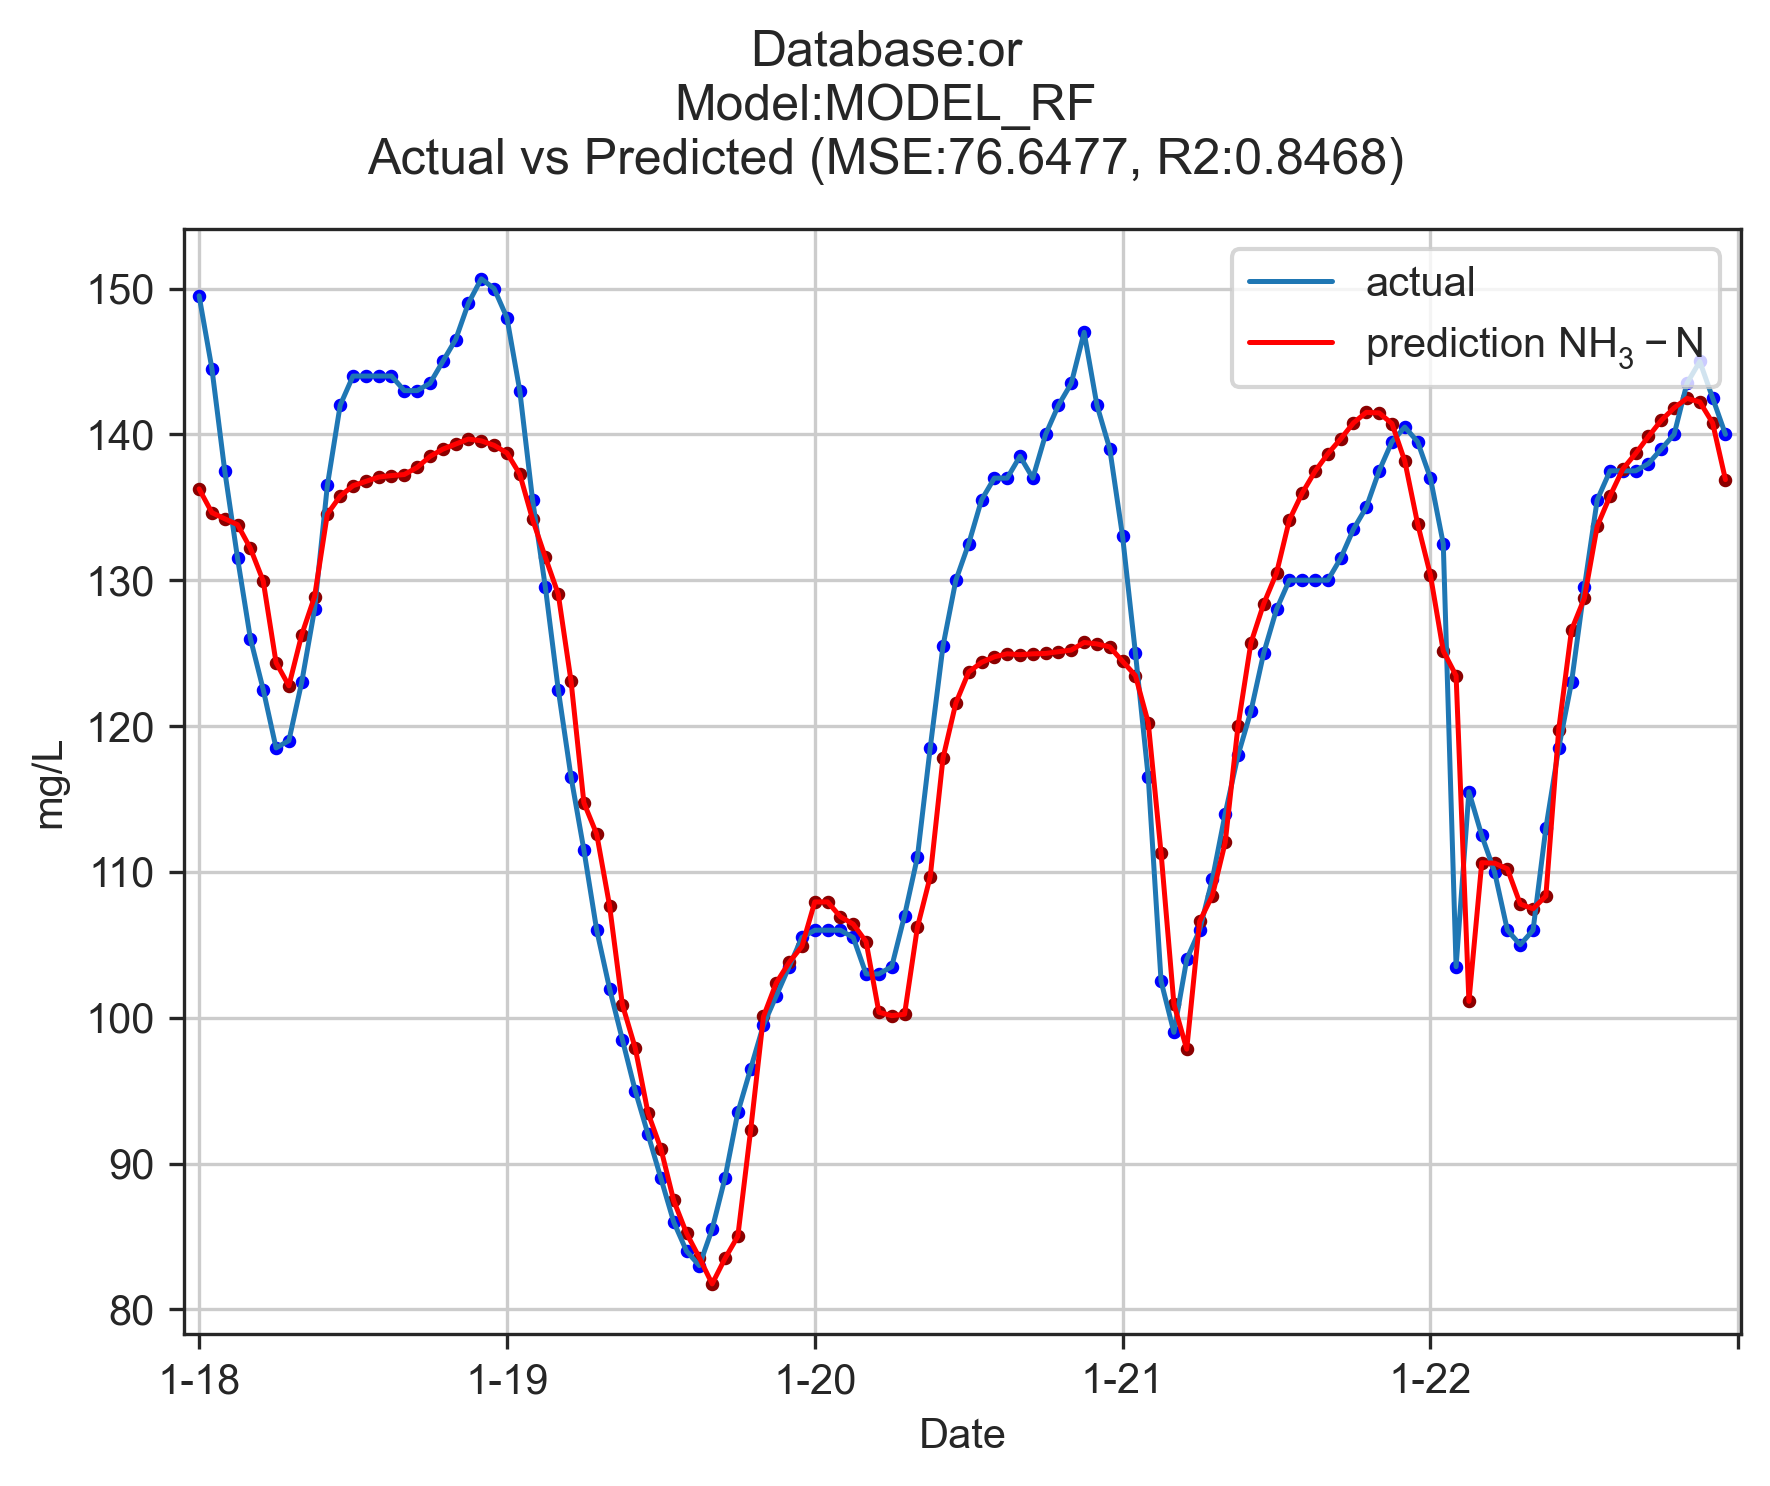 Database:or
Model:MODEL_RF
Actual vs Predicted (MSE:76.6477, R2:0.8468)
actual
prediction NH₃ − N
150
140
130
120
110
100
90
80
mg/L
1-18 1-19 1-20 1-21 1-22
Date